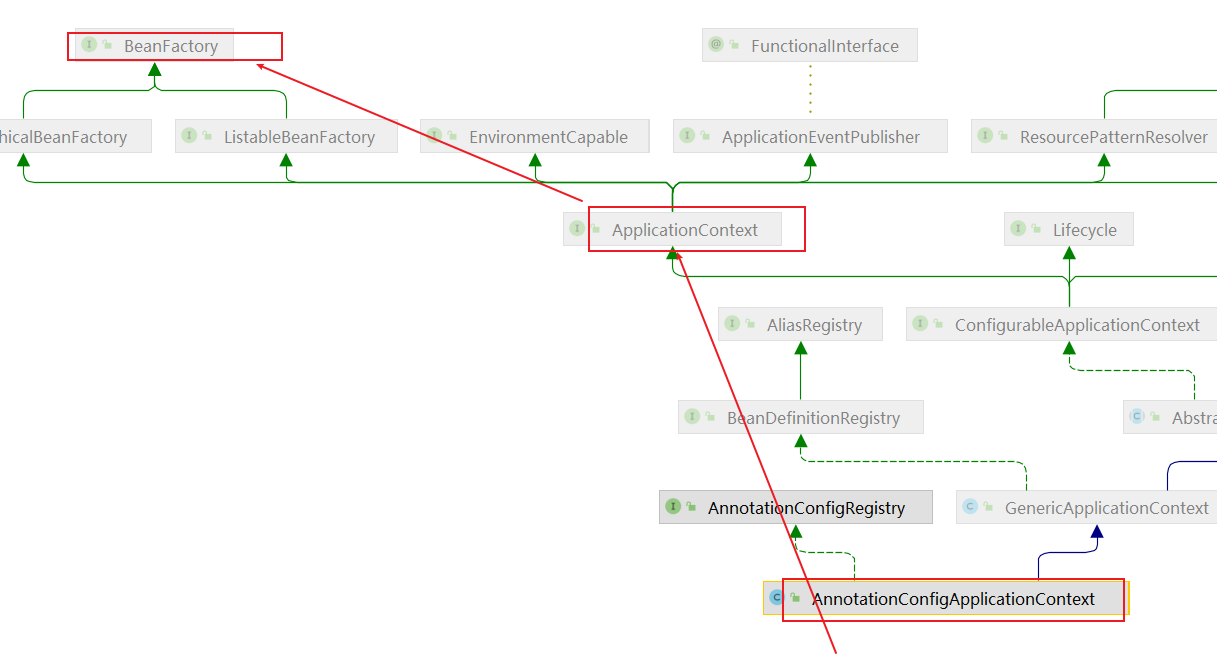 BeanFactory
FunctionalInterface
hicalBeanFactory
ListableBeanFactory
EnvironmentCapable
ApplicationEventPublisher
ResourcePatternResolver
ApplicationContext
Lifecycle
AliasRegistry
ConfigurableApplicationContext
BeanDefinitionRegistry
Abstra
AnnotationConfigRegistry
GenericApplicationContext
AnnotationConfigApplicationContext